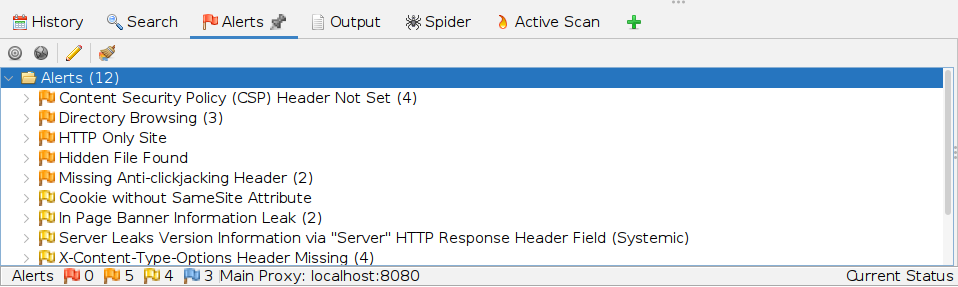 History Search Alerts Output Spider Active Scan
Alerts (12)
Content Security Policy (CSP) Header Not Set (4)
Directory Browsing (3)
HTTP Only Site
Hidden File Found
Missing Anti-clickjacking Header (2)
Cookie without SameSite Attribute
In Page Banner Information Leak (2)
Server Leaks Version Information via "Server" HTTP Response Header Field (Systemic)
X-Content-Type-Options Header Missing (4)
Alerts 0 5 4 3 Main Proxy: localhost:8080 Current Status